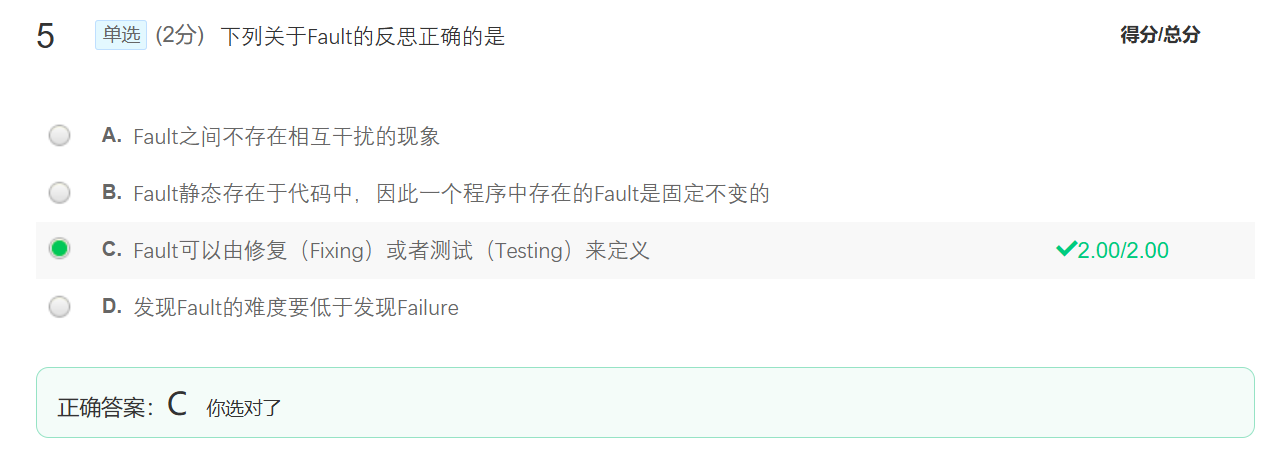 5 单选 (2分) 下列关于Fault的反思正确的是 得分/总分
A. Fault之间不存在相互干扰的现象
B. Fault静态存在于代码中，因此一个程序中存在的Fault是固定不变的
C. Fault可以由修复（Fixing）或者测试（Testing）来定义 2.00/2.00
D. 发现Fault的难度要低于发现Failure
正确答案：C 你选对了